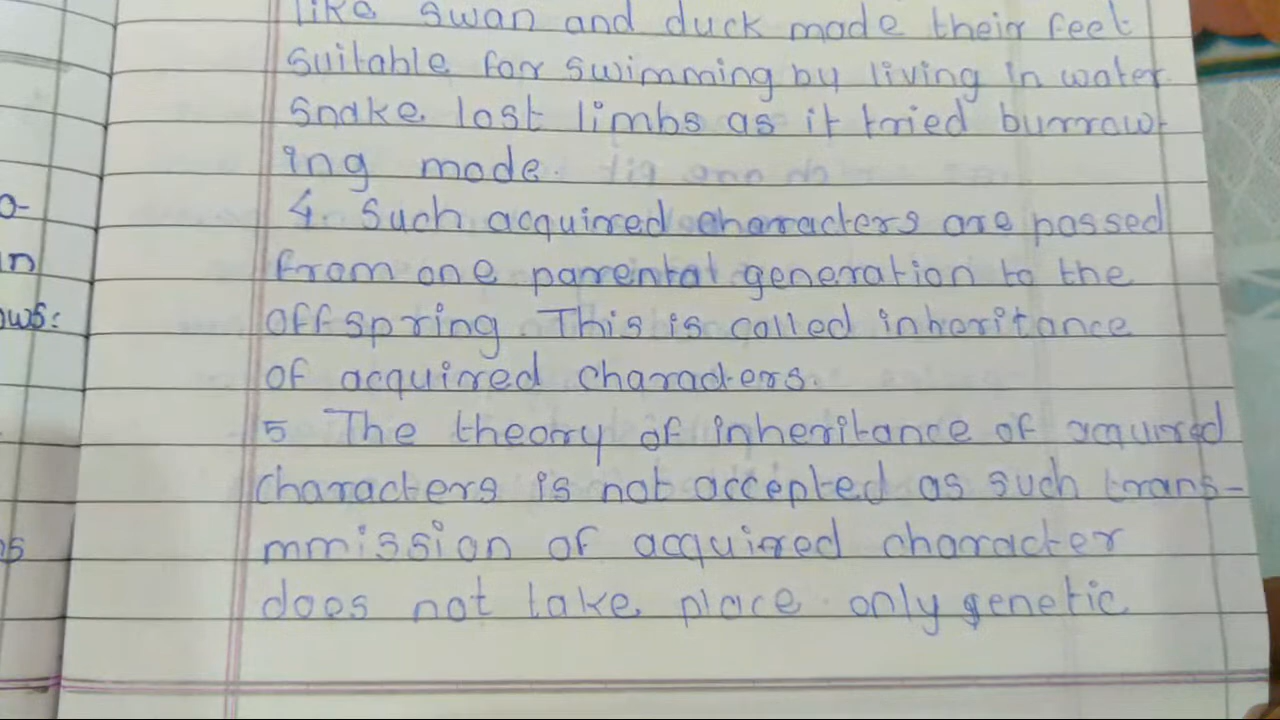 like swan and duck made their feet
suitable for swimming by living in water.
Snake lost limbs as it tried burraw
ing mode.
4. Such acquired characters are passed
from one parental generation to the
offspring. This is called inheritance
of acquired characters.
5 The theory of inheritance of acquired
characters is not accepted as such trans-
mmission of acquired character
does not take place. only genetic